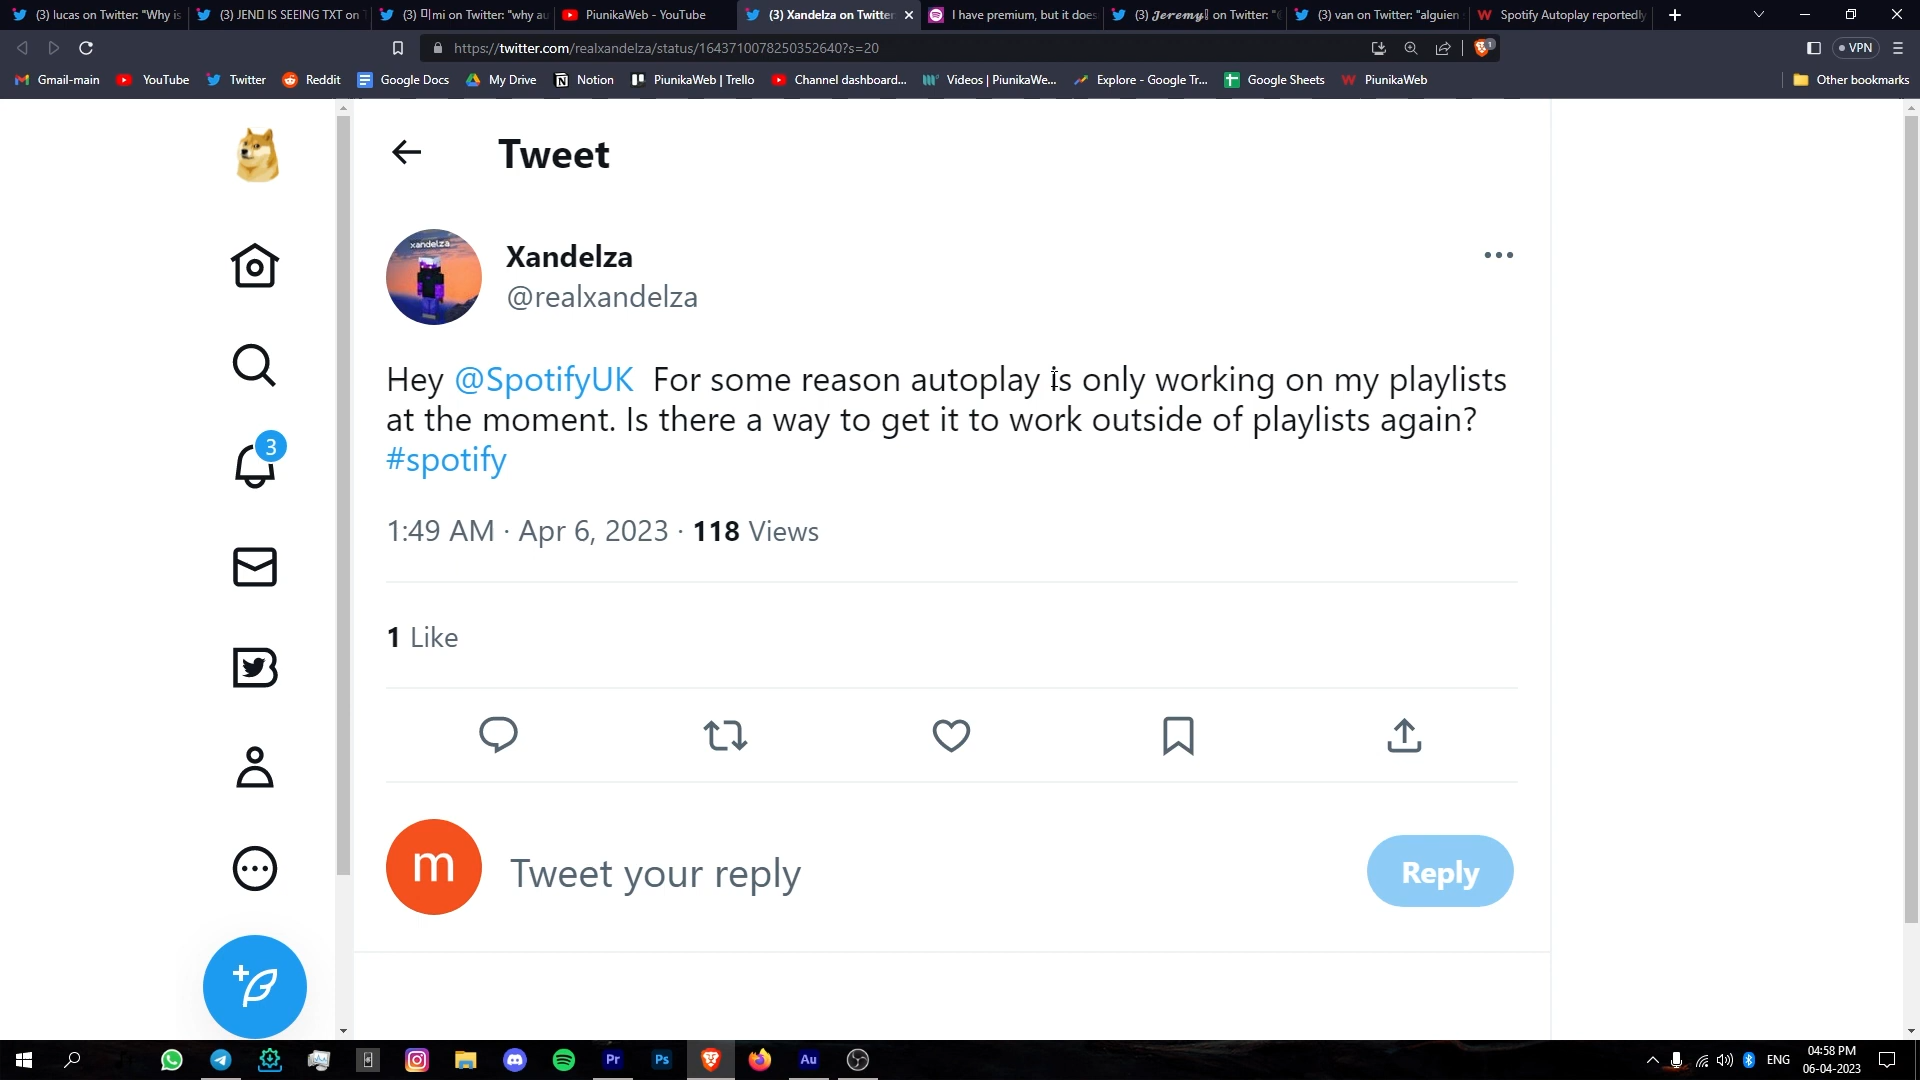 (3) lucas on Twitter: "Why is
(3) JEN IS SEEING TXT on T
mi on Twitter: "why au
PiunikaWeb - YouTube
(3) Xandelza on Twitter
I have premium, but it does
(3) 𝓙𝓮𝓻𝓮𝓶𝔂 on Twitter: "
(3) van on Twitter: "alguien
Spotify Autoplay reportedly
https://twitter.com/realxandelza/status/1643710078250352640?s=20
1
VPN
Gmail-main
YouTube
Twitter
Reddit
Google Docs
My Drive
Notion
PiunikaWeb | Trello
Channel dashboard...
Videos | PiunikaWe...
Explore - Google Tr...
Google Sheets
PiunikaWeb
Other bookmarks
Tweet
xandelza
Xandelza
@realxandelza
Hey @SpotifyUK For some reason autoplay is only working on my playlists
at the moment. Is there a way to get it to work outside of playlists again?
#spotify
3
1:49 AM · Apr 6, 2023 · 118 Views
1 Like
m
Tweet your reply
Reply
Pr
Ps
Au
ENG
04:58 PM
06-04-2023